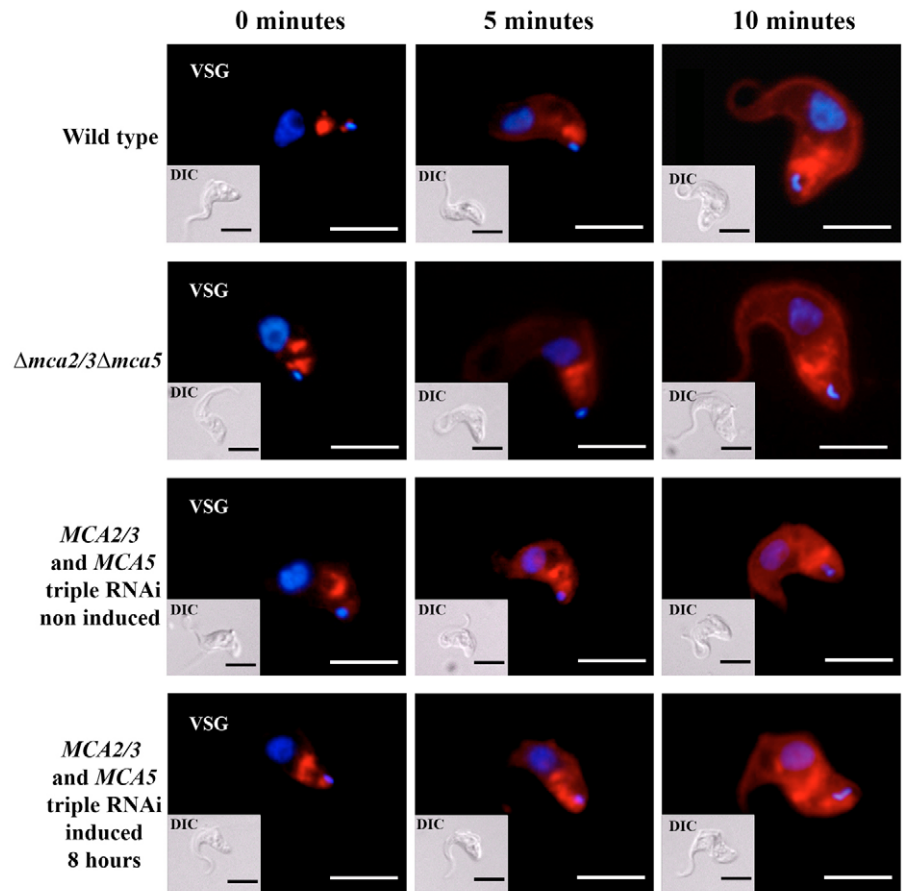 0 minutes 5 minutes 10 minutes
VSG
Wild type
DIC DIC DIC
VSG
Δmca2/3Δmca5
DIC DIC DIC
VSG
MCA2/3
and MCA5
triple RNAi
non induced
DIC DIC DIC
VSG
MCA2/3
and MCA5
triple RNAi
induced
8 hours
DIC DIC DIC